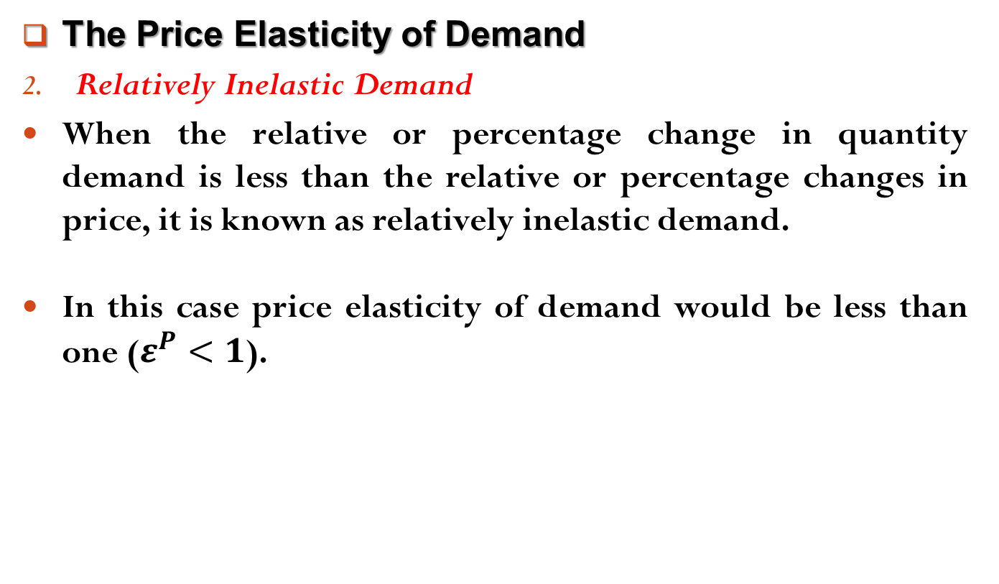 ❑ The Price Elasticity of Demand
2. Relatively Inelastic Demand
• When the relative or percentage change in quantity
demand is less than the relative or percentage changes in
price, it is known as relatively inelastic demand.
• In this case price elasticity of demand would be less than
one (𝜺ᴾ < 𝟏).